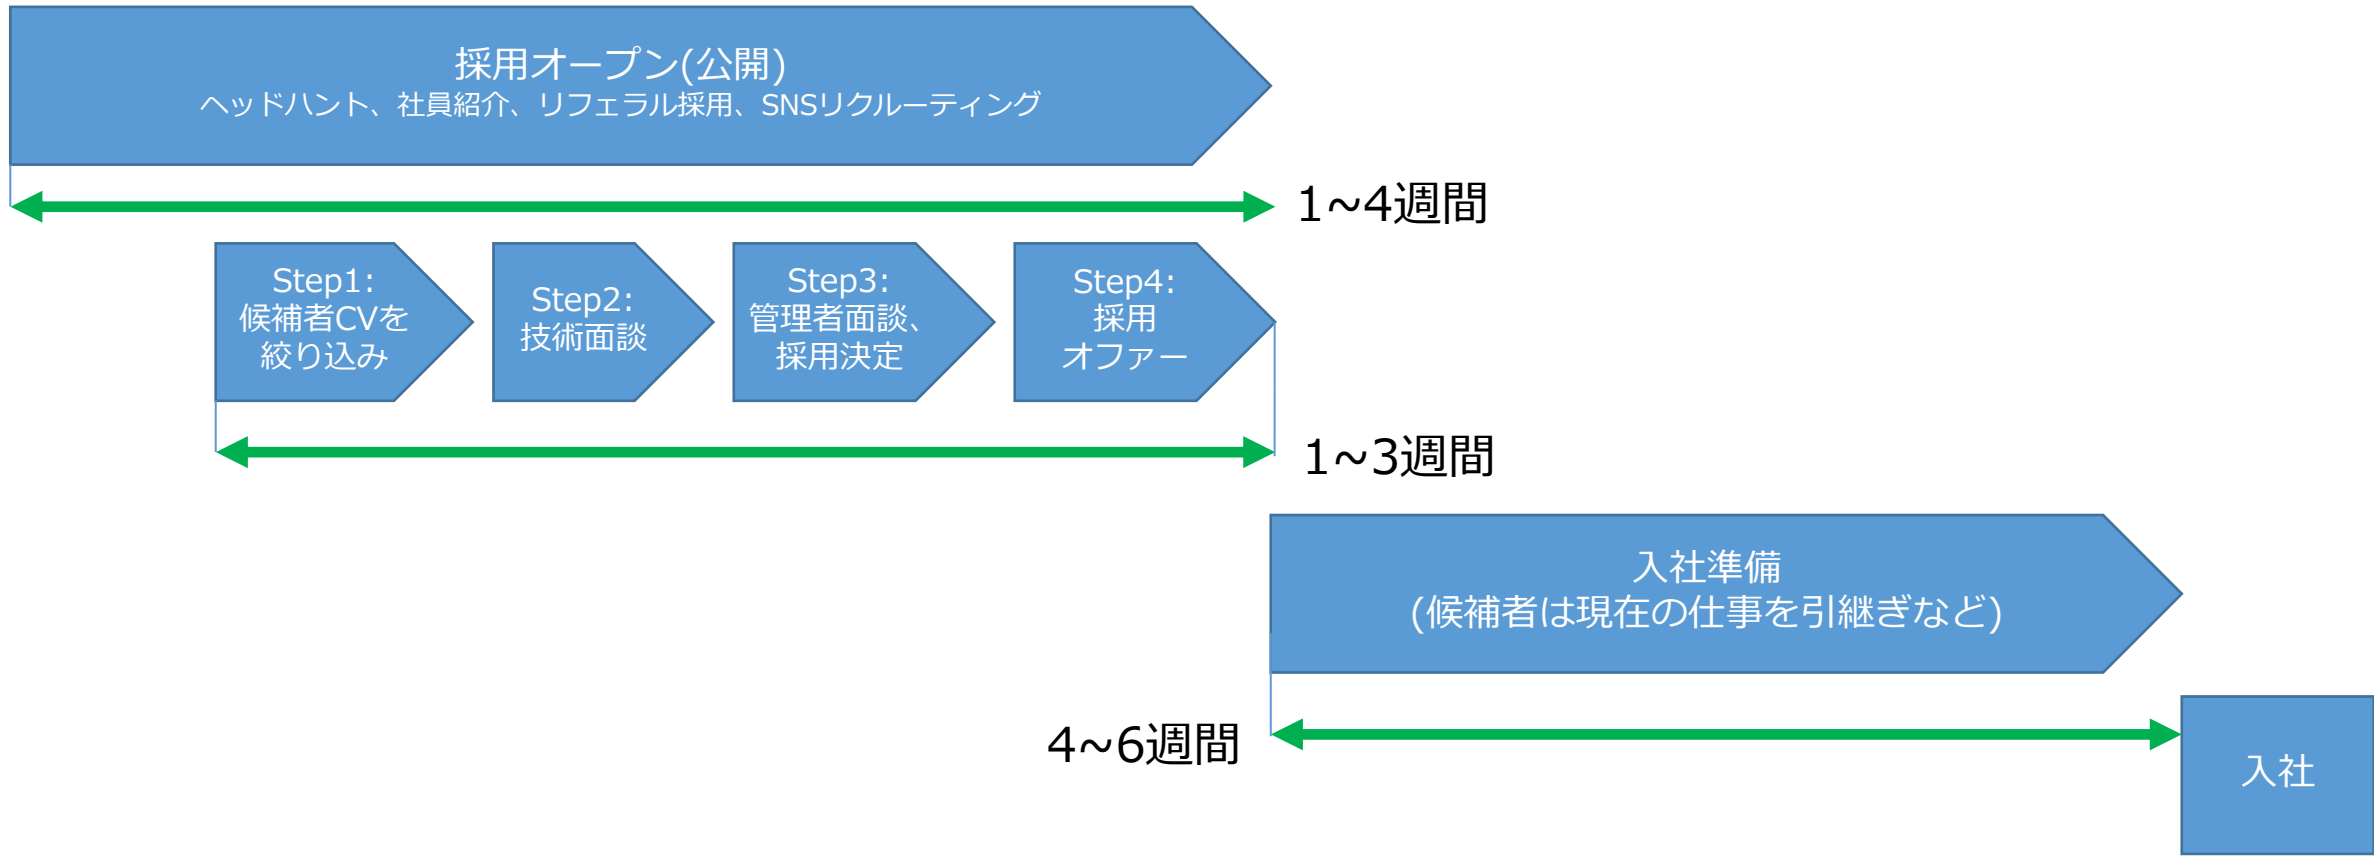 採用オープン(公開)
ヘッドハント、社員紹介、リフェラル採用、SNSリクルーティング
1~4週間
Step1:
候補者CVを
絞り込み
Step2:
技術面談
Step3:
管理者面談、
採用決定
Step4:
採用
オファー
1~3週間
入社準備
(候補者は現在の仕事を引継ぎなど)
4~6週間
入社